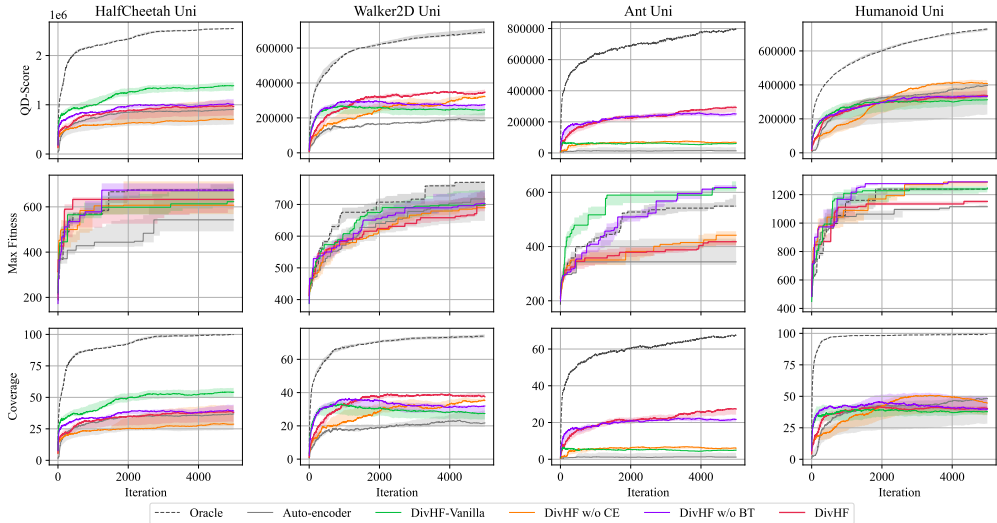 HalfCheetah Uni
Walker2D Uni
Ant Uni
Humanoid Uni
1e6
QD-Score
2
1
0
600000
400000
200000
0
800000
600000
400000
200000
0
600000
400000
200000
0
Max Fitness
600
400
200
700
600
500
400
600
400
200
1200
1000
800
600
400
Coverage
100
75
50
25
0
60
40
20
0
60
40
20
0
100
75
50
25
0
0 2000 4000
0 2000 4000
0 2000 4000
0 2000 4000
Iteration
Iteration
Iteration
Iteration
Oracle Auto-encoder DivHF-Vanilla DivHF w/o CE DivHF w/o BT DivHF